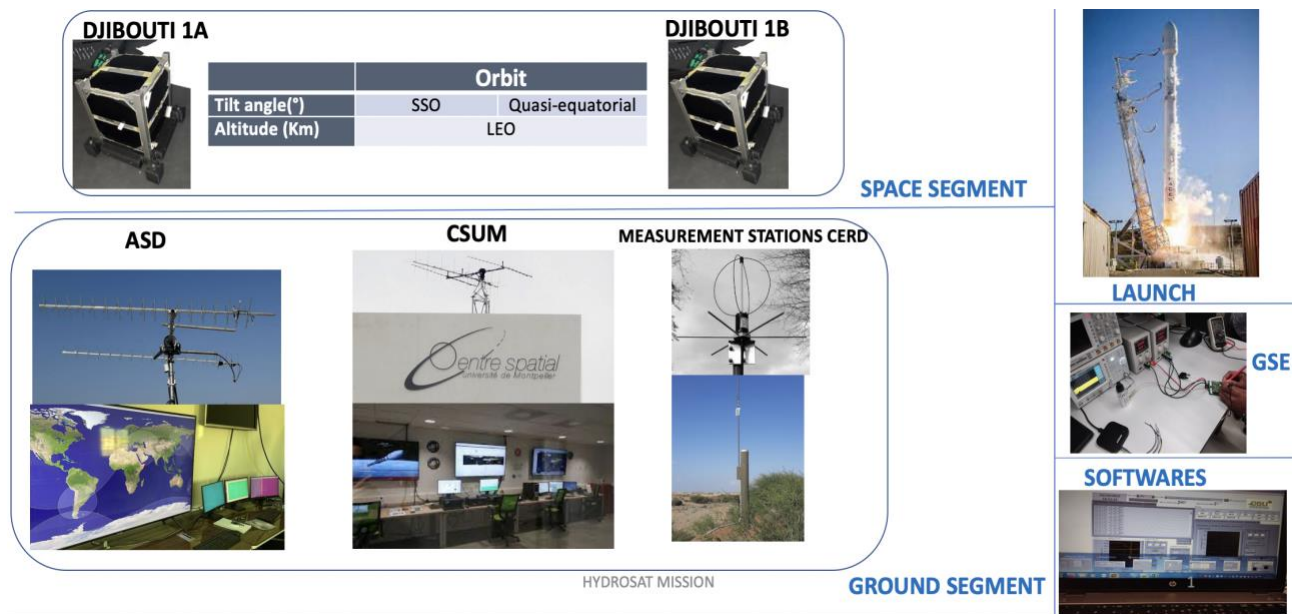 DJIBOUTI 1A
DJIBOUTI 1B
Orbit
Tilt angle(°) SSO Quasi-equatorial
Altitude (Km) LEO
SPACE SEGMENT
LAUNCH
ASD
CSUM
MEASUREMENT STATIONS CERD
Centre spatial
Université de Montpellier
GSE
SOFTWARES
1
HYDROSAT MISSION
GROUND SEGMENT